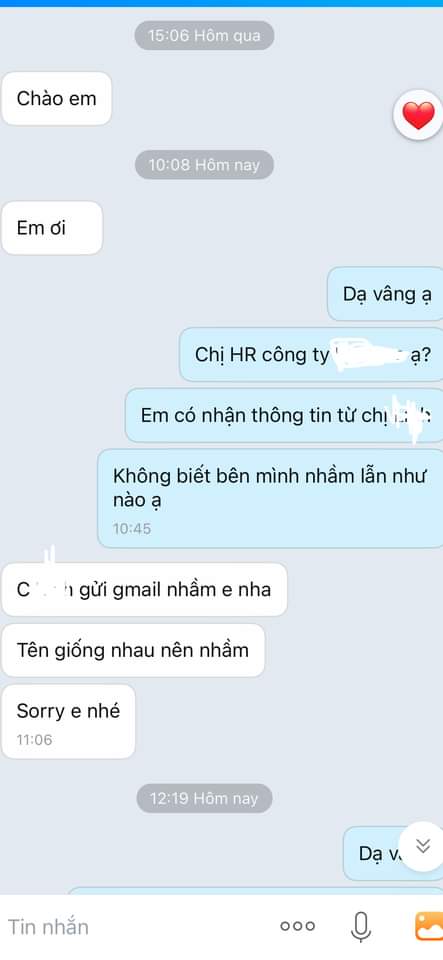 15:06 Hôm qua
Chào em
10:08 Hôm nay
Em ơi
Dạ vâng ạ
Chị HR công ty ạ?
Em có nhận thông tin từ chị
Không biết bên mình nhầm lẫn như
nào ạ
10:45
gửi gmail nhầm e nha
Tên giống nhau nên nhầm
Sorry e nhé
11:06
12:19 Hôm nay
Dạ
Tin nhắn